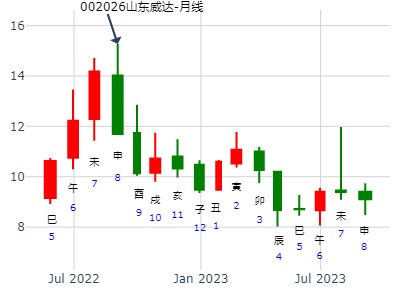 002026山东威达-月线
16
14
12
10
8
巳
午
未
申
酉
戌
亥
子
丑
寅
卯
辰
巳
午
未
申
5
6
7
8
9
10
11
12
1
2
3
4
5
6
7
8
Jul 2022
Jan 2023
Jul 2023